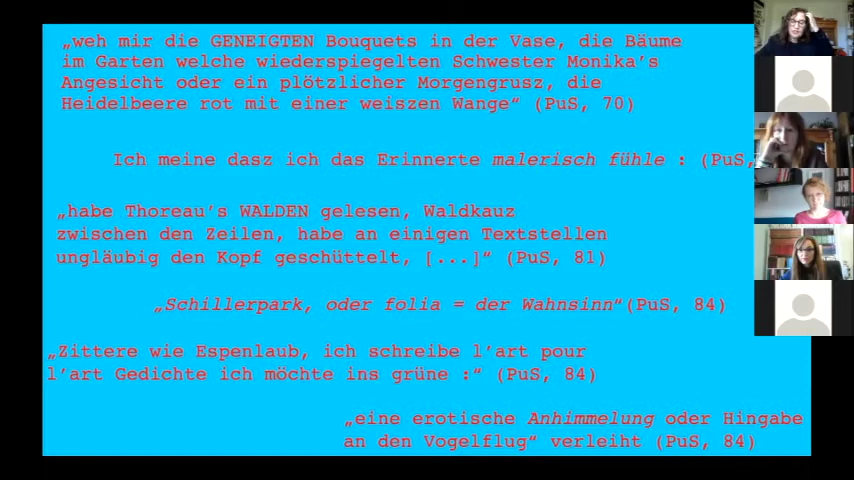 „weh mir die GENEIGTEN Bouquets in der Vase, die Bäume
im Garten welche wiederspiegelten Schwester Monika's
Angesicht oder ein plötzlicher Morgengrusz, die
Heidelbeere rot mit einer weiszen Wange“ (PuS, 70)
Ich meine dasz ich das Erinnerte malerisch fühle : (PuS,
„habe Thoreau's WALDEN gelesen, Waldkauz
zwischen den Zeilen, habe an einigen Textstellen
ungläubig den Kopf geschüttelt, [...]“ (PuS, 81)
„Schillerpark, oder folia = der Wahnsinn“(PuS, 84)
„Zittere wie Espenlaub, ich schreibe l'art pour
l'art Gedichte ich möchte ins grüne :“ (PuS, 84)
„eine erotische Anhimmelung oder Hingabe
an den Vogelflug“ verleiht (PuS, 84)